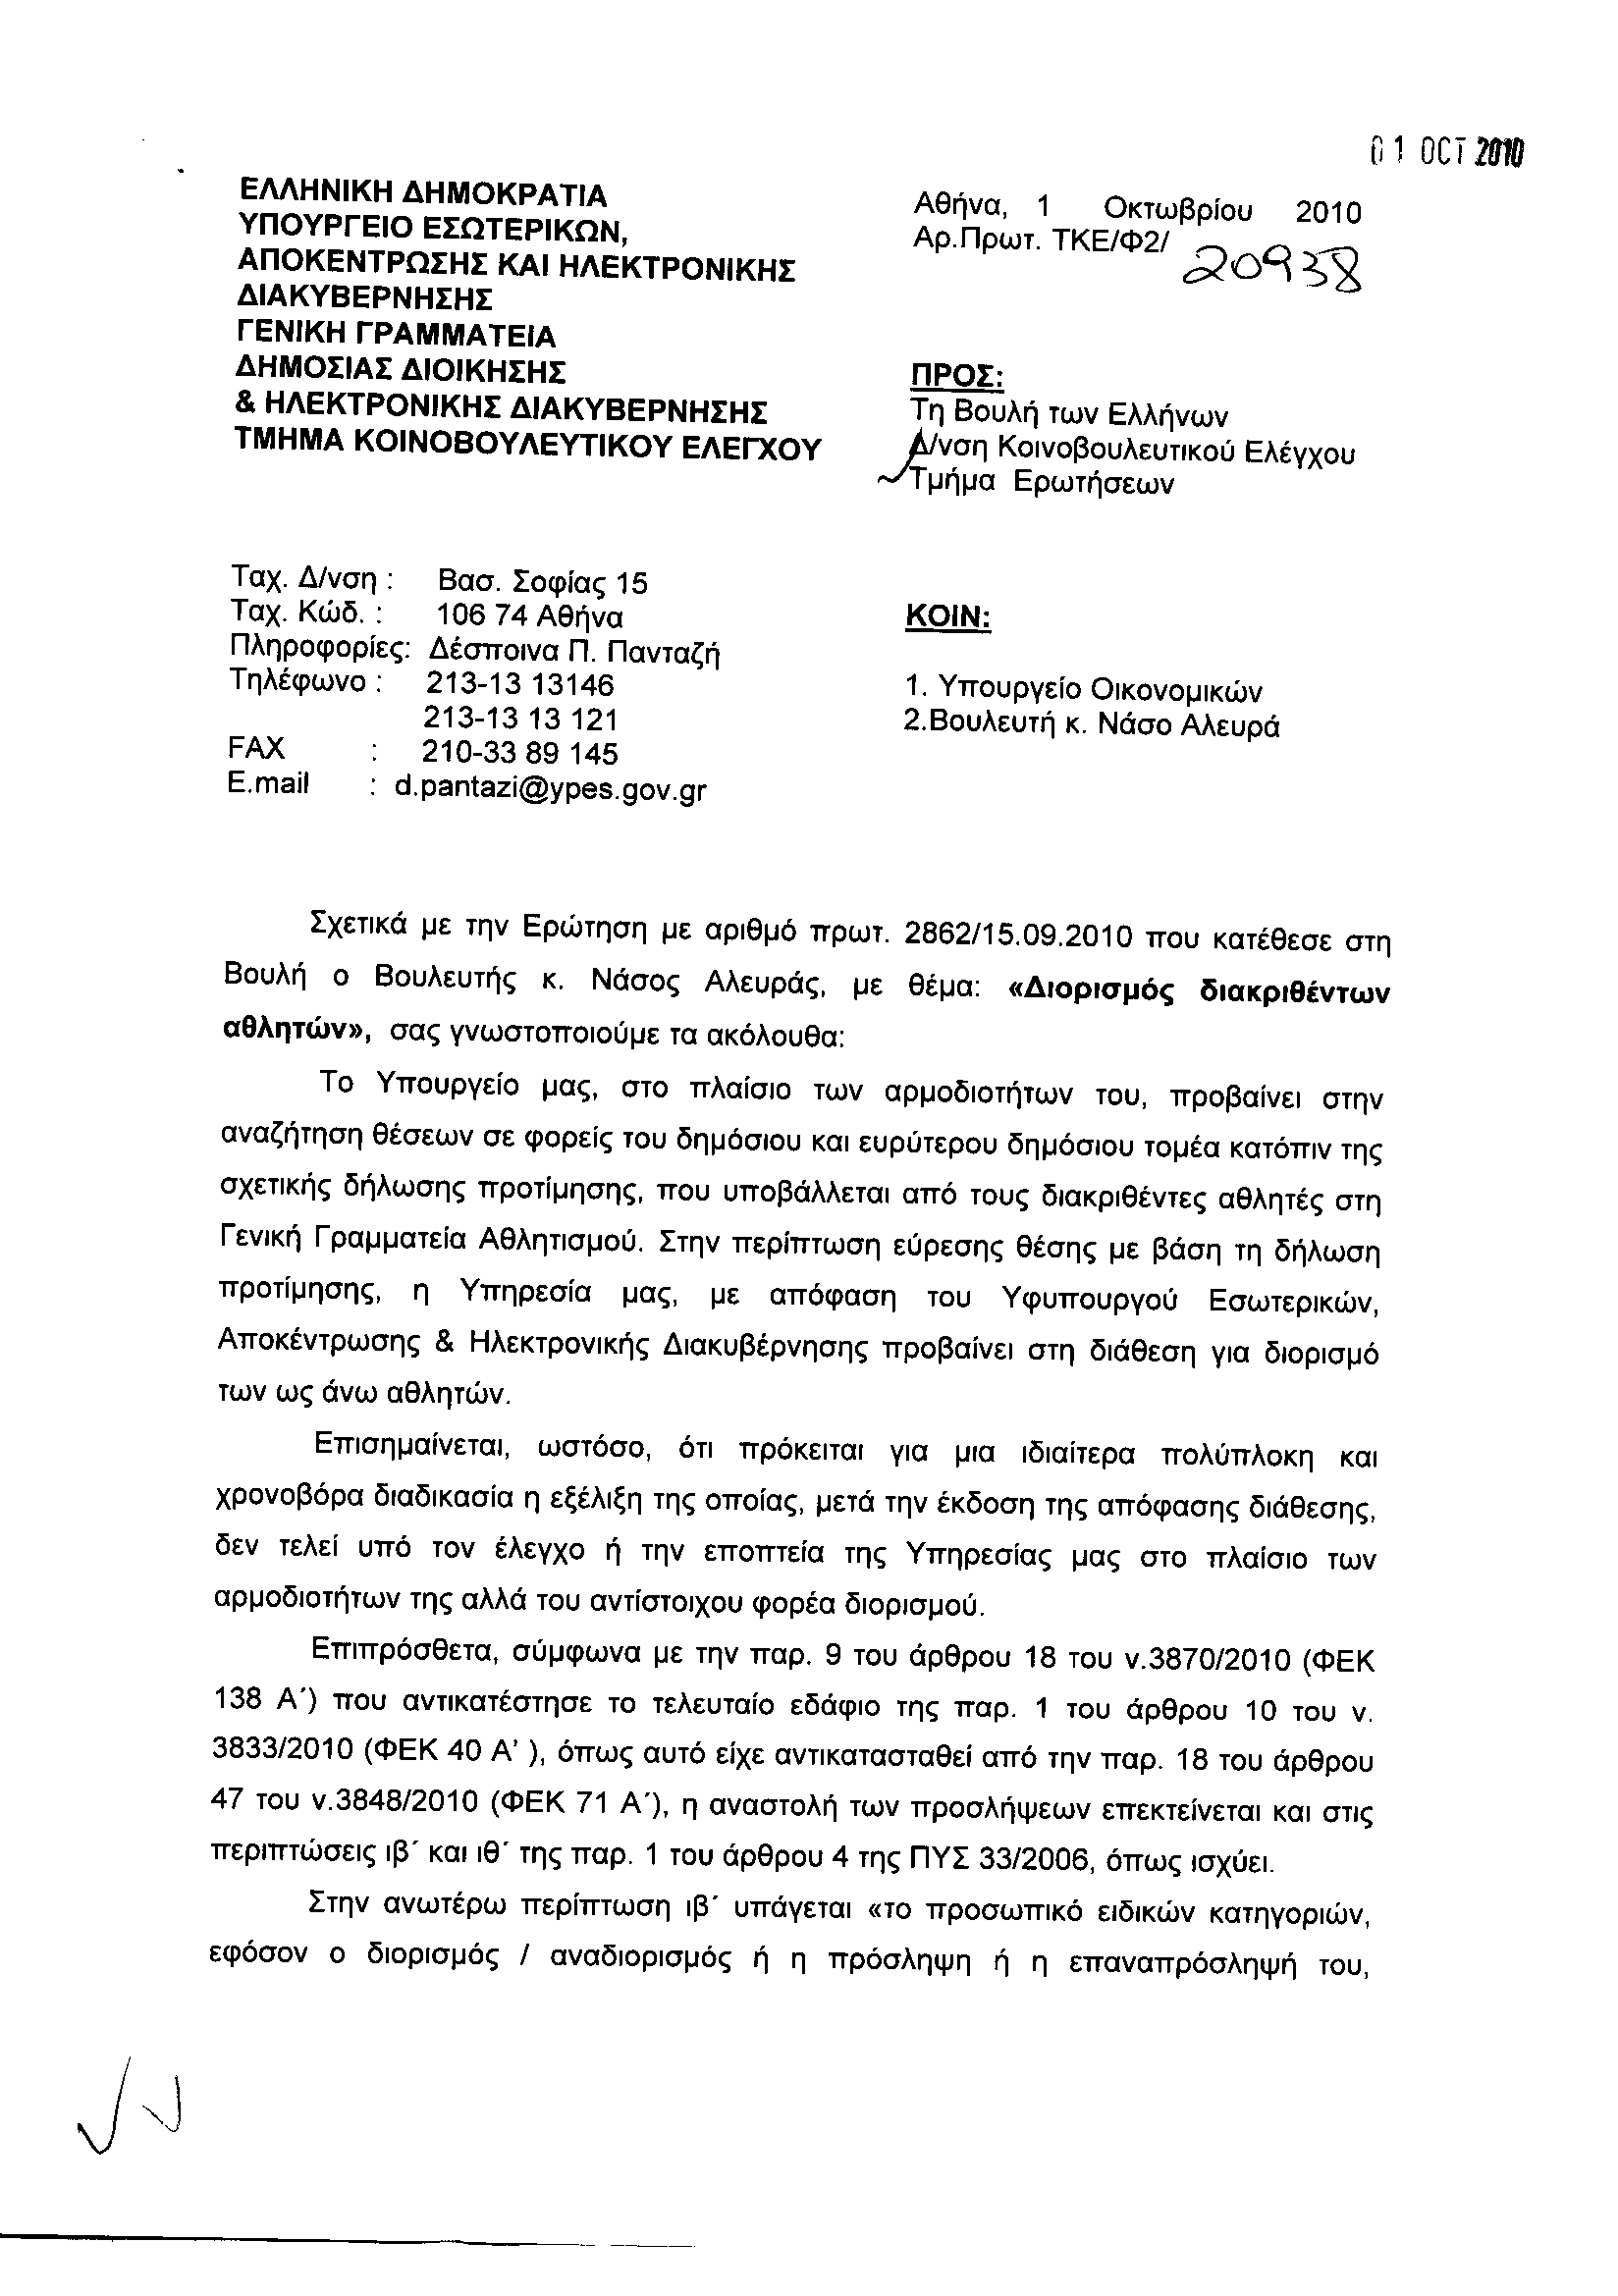 01 OCT 2010
ΕΛΛΗΝΙΚΗ ΔΗΜΟΚΡΑΤΙΑ
ΥΠΟΥΡΓΕΙΟ ΕΣΩΤΕΡΙΚΩΝ,
ΑΠΟΚΕΝΤΡΩΣΗΣ ΚΑΙ ΗΛΕΚΤΡΟΝΙΚΗΣ
ΔΙΑΚΥΒΕΡΝΗΣΗΣ
ΓΕΝΙΚΗ ΓΡΑΜΜΑΤΕΙΑ
ΔΗΜΟΣΙΑΣ ΔΙΟΙΚΗΣΗΣ
& ΗΛΕΚΤΡΟΝΙΚΗΣ ΔΙΑΚΥΒΕΡΝΗΣΗΣ
ΤΜΗΜΑ ΚΟΙΝΟΒΟΥΛΕΥΤΙΚΟΥ ΕΛΕΓΧΟΥ
Αθήνα, 1 Οκτωβρίου 2010
Αρ.Πρωτ. ΤΚΕ/Φ2/ 20938
ΠΡΟΣ:
Τη Βουλή των Ελλήνων
Δ/νση Κοινοβουλευτικού Ελέγχου
Τμήμα Ερωτήσεων
Ταχ. Δ/νση : Βασ. Σοφίας 15
Ταχ. Κώδ. : 106 74 Αθήνα
Πληροφορίες: Δέσποινα Π. Πανταζή
Τηλέφωνο : 213-13 13146
213-13 13 121
FAX : 210-33 89 145
E.mail : d.pantazi@ypes.gov.gr
ΚΟΙΝ:
1. Υπουργείο Οικονομικών
2.Βουλευτή κ. Νάσο Αλευρά
Σχετικά με την Ερώτηση με αριθμό πρωτ. 2862/15.09.2010 που κατέθεσε στη
Βουλή ο Βουλευτής κ. Νάσος Αλευράς, με θέμα: «Διορισμός διακριθέντων
αθλητών», σας γνωστοποιούμε τα ακόλουθα:
Το Υπουργείο μας, στο πλαίσιο των αρμοδιοτήτων του, προβαίνει στην
αναζήτηση θέσεων σε φορείς του δημόσιου και ευρύτερου δημόσιου τομέα κατόπιν της
σχετικής δήλωσης προτίμησης, που υποβάλλεται από τους διακριθέντες αθλητές στη
Γενική Γραμματεία Αθλητισμού. Στην περίπτωση εύρεσης θέσης με βάση τη δήλωση
προτίμησης, η Υπηρεσία μας, με απόφαση του Υφυπουργού Εσωτερικών,
Αποκέντρωσης & Ηλεκτρονικής Διακυβέρνησης προβαίνει στη διάθεση για διορισμό
των ως άνω αθλητών.
Επισημαίνεται, ωστόσο, ότι πρόκειται για μια ιδιαίτερα πολύπλοκη και
χρονοβόρα διαδικασία η εξέλιξη της οποίας, μετά την έκδοση της απόφασης διάθεσης,
δεν τελεί υπό τον έλεγχο ή την εποπτεία της Υπηρεσίας μας στο πλαίσιο των
αρμοδιοτήτων της αλλά του αντίστοιχου φορέα διορισμού.
Επιπρόσθετα, σύμφωνα με την παρ. 9 του άρθρου 18 του ν.3870/2010 (ΦΕΚ
138 Α΄) που αντικατέστησε το τελευταίο εδάφιο της παρ. 1 του άρθρου 10 του ν.
3833/2010 (ΦΕΚ 40 Α’ ), όπως αυτό είχε αντικατασταθεί από την παρ. 18 του άρθρου
47 του ν.3848/2010 (ΦΕΚ 71 Α΄), η αναστολή των προσλήψεων επεκτείνεται και στις
περιπτώσεις ιβ΄ και ιθ΄ της παρ. 1 του άρθρου 4 της ΠΥΣ 33/2006, όπως ισχύει.
Στην ανωτέρω περίπτωση ιβ΄ υπάγεται «το προσωπικό ειδικών κατηγοριών,
εφόσον ο διορισμός / αναδιορισμός ή η πρόσληψη ή η επαναπρόσληψή του,